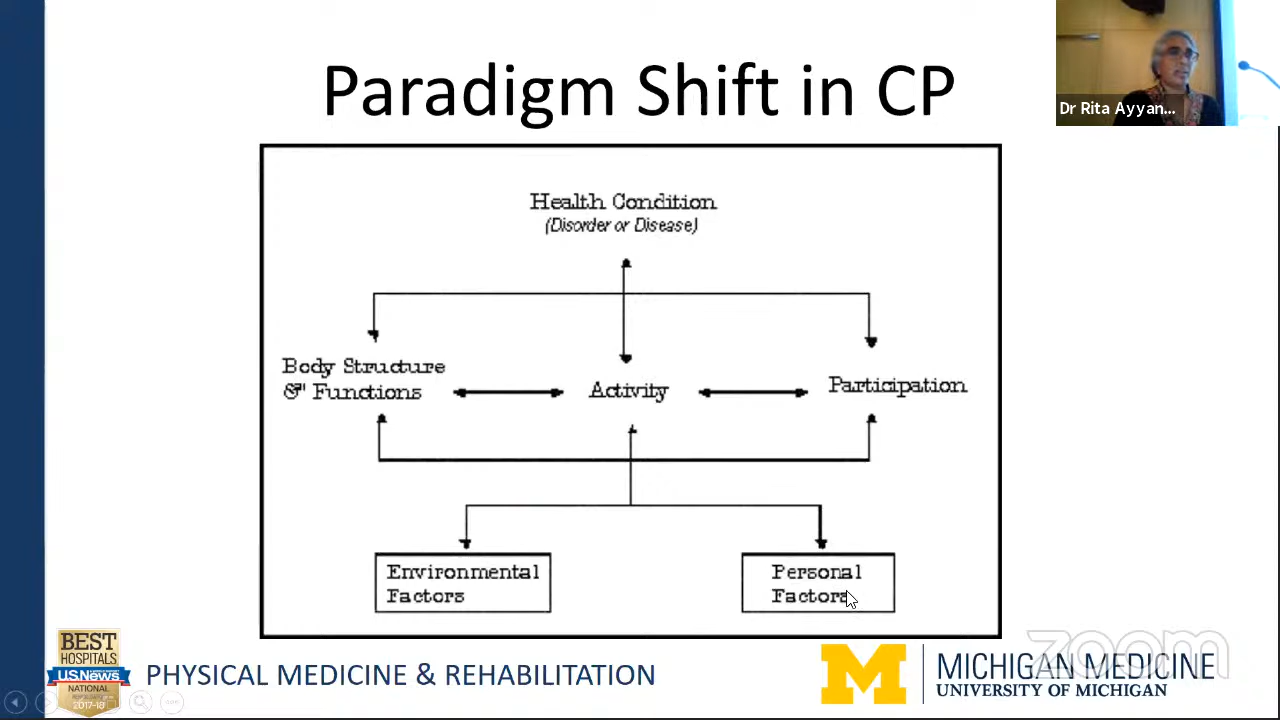 Paradigm Shift in CP
Dr Rita Ayyan...
Health Condition
(Disorder or Disease)
Body Structure
& Functions
Activity
Participation
Environmental
Factors
Personal
Factors
BEST
HOSPITALS
U.S.News
NATIONAL
2017-18
PHYSICAL MEDICINE & REHABILITATION
M
MICHIGAN MEDICINE
UNIVERSITY OF MICHIGAN
zoom